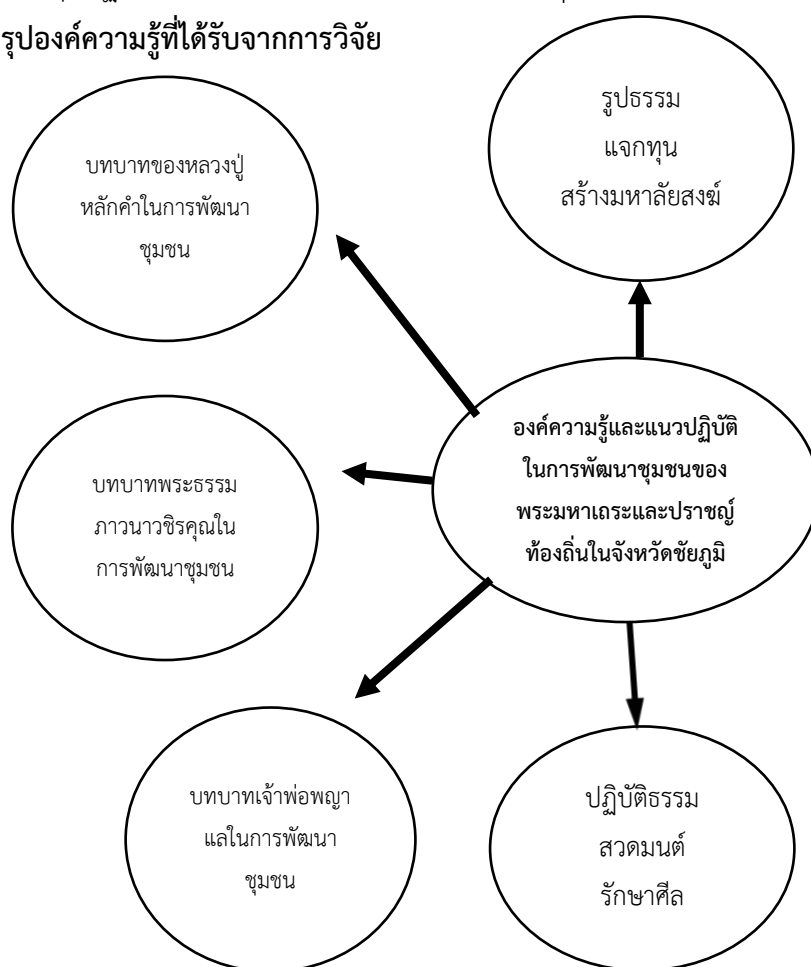 รุปองค์ความรู้ที่ได้รับจากการวิจัย
รูปธรรม
แจกทุน
สร้างมหาลัยสงฆ์
บทบาทของหลวงปู่
หลักคำในการพัฒนา
ชุมชน
องค์ความรู้และแนวปฏิบัติ
ในการพัฒนาชุมชนของ
พระมหาเถระและปราชญ์
ท้องถิ่นในจังหวัดชัยภูมิ
บทบาทพระธรรม
ภาวนาวชิรคุณใน
การพัฒนาชุมชน
บทบาทเจ้าพ่อพญา
แลในการพัฒนา
ชุมชน
ปฏิบัติธรรม
สวดมนต์
รักษาศีล